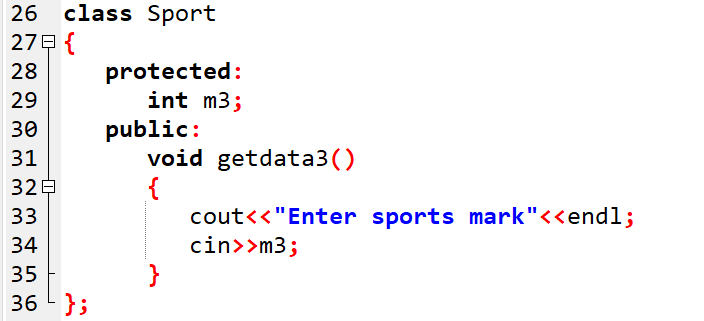 26 class Sport
27 {
28 protected:
29 int m3;
30 public:
31 void getdata3()
32 {
33 cout<<"Enter sports mark"<<endl;
34 cin>>m3;
35 }
36 };